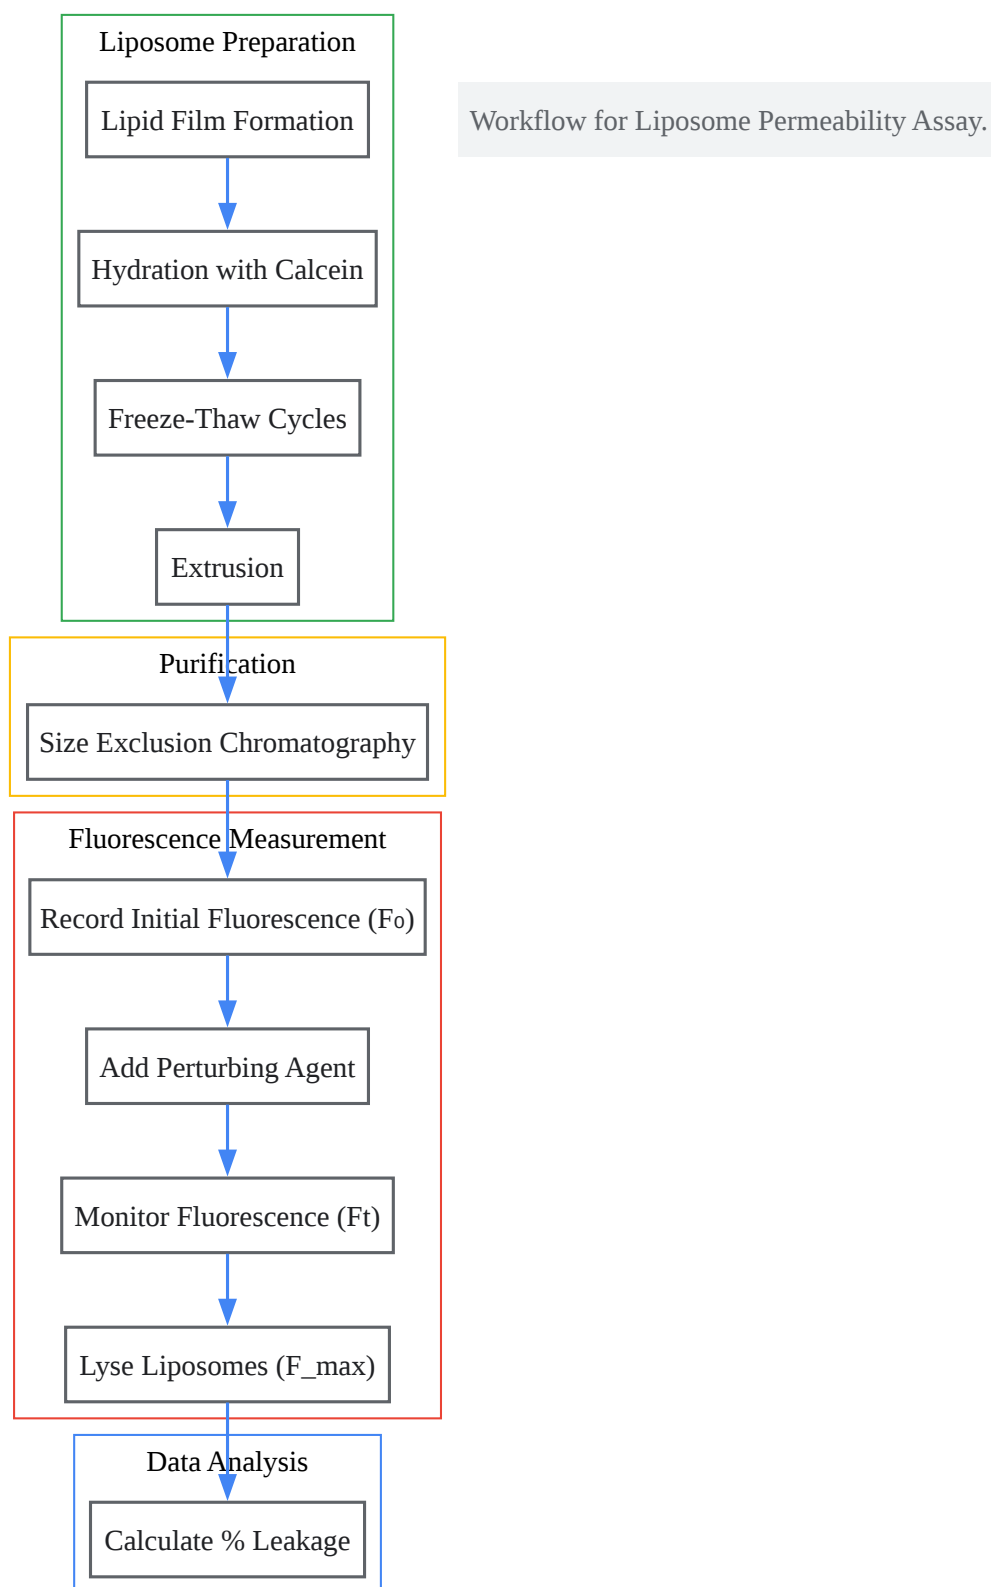 Liposome Preparation
Lipid Film Formation
Workflow for Liposome Permeability Assay.
Hydration with Calcein
Freeze-Thaw Cycles
Extrusion
Purification
Size Exclusion Chromatography
Fluorescence Measurement
Record Initial Fluorescence (F₀)
Add Perturbing Agent
Monitor Fluorescence (Ft)
Lyse Liposomes (F_max)
Data Analysis
Calculate % Leakage